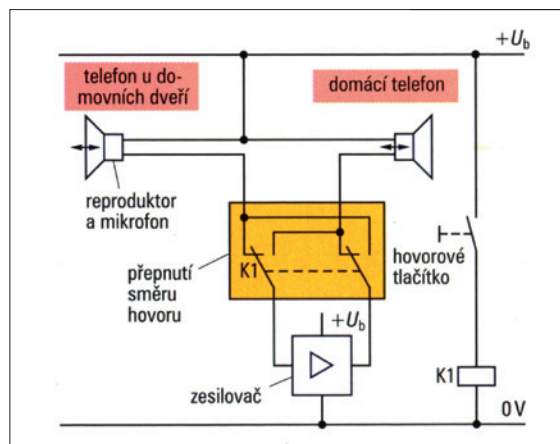 +Ub
telefon u do-
movních dveří
domácí telefon
reproduktor
a mikrofon
přepnutí
směru
hovoru
K1
hovorové
tlačítko
+Ub
zesilovač
K1
0 V